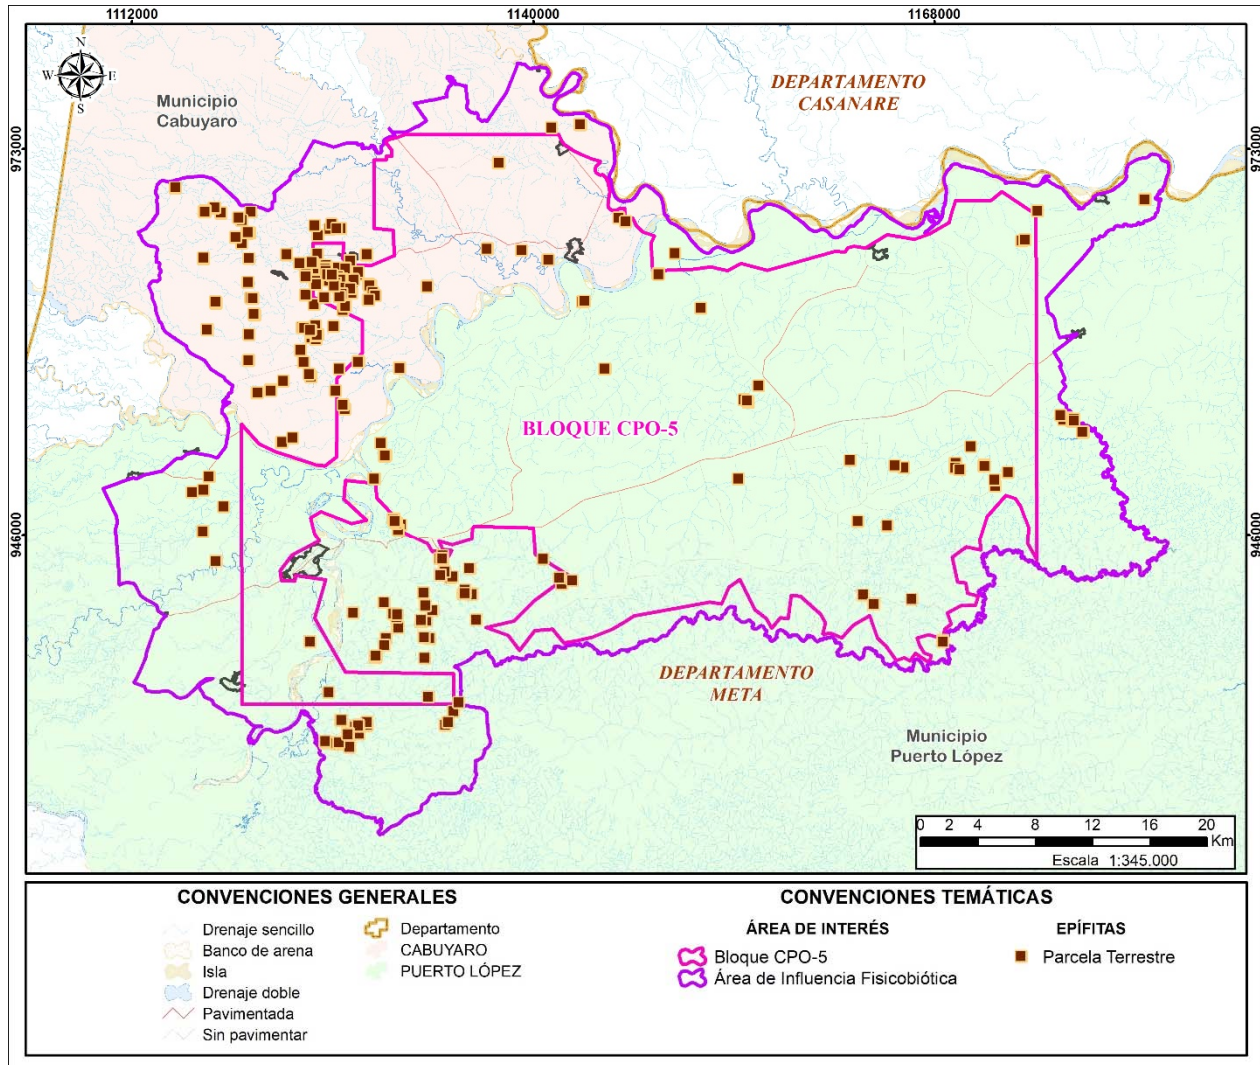 1112000
1140000
1168000
N
W
E
S
Municipio
Cabuyaro
DEPARTAMENTO
CASANARE
973000
973000
BLOQUE CPO-5
946000
946000
DEPARTAMENTO
META
Municipio
Puerto López
0 2 4 8 12 16 20
Km
Escala 1:345.000
CONVENCIONES GENERALES
Drenaje sencillo
Banco de arena
Isla
Drenaje doble
Pavimentada
Sin pavimentar
Departamento
CABUYARO
PUERTO LÓPEZ
CONVENCIONES TEMÁTICAS
ÁREA DE INTERÉS
Bloque CPO-5
Área de Influencia Fisicobiótica
EPÍFITAS
Parcela Terrestre